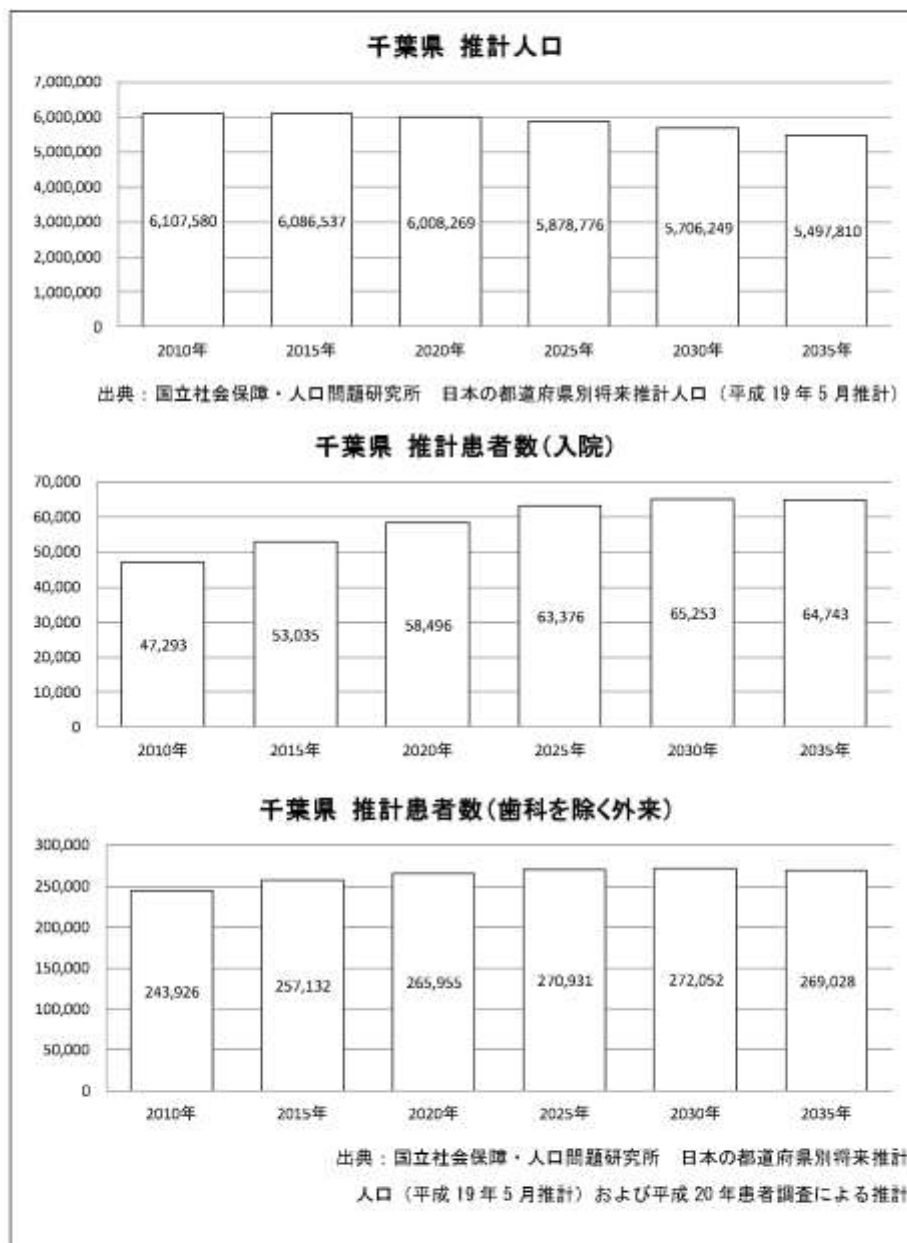 千葉県 推計人口
7,000,000
6,000,000
5,000,000
4,000,000
3,000,000
2,000,000
1,000,000
0
6,107,580 6,086,537 6,008,269 5,878,776 5,706,249 5,497,810
2010年 2015年 2020年 2025年 2030年 2035年
出典：国立社会保障・人口問題研究所 日本の都道府県別将来推計人口（平成19年5月推計）
千葉県 推計患者数（入院）
70,000
60,000
50,000
40,000
30,000
20,000
10,000
0
47,293 53,035 58,496 63,376 65,253 64,743
2010年 2015年 2020年 2025年 2030年 2035年
千葉県 推計患者数（歯科を除く外来）
300,000
250,000
200,000
150,000
100,000
50,000
0
243,926 257,132 265,955 270,931 272,052 269,028
2010年 2015年 2020年 2025年 2030年 2035年
出典：国立社会保障・人口問題研究所 日本の都道府県別将来推計
人口（平成19年5月推計）および平成20年患者調査による推計